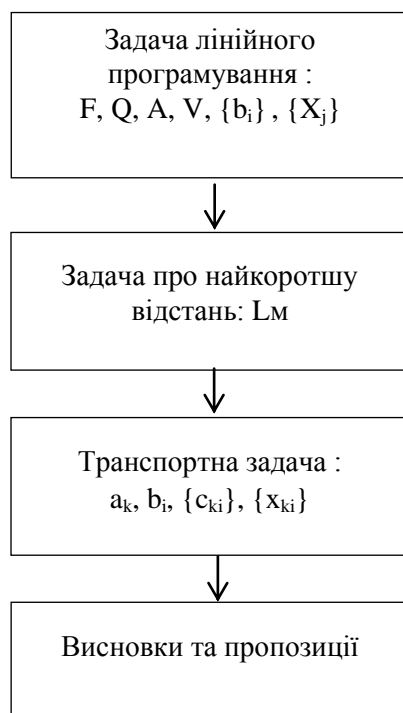 Задача лінійного
програмування :
F, Q, A, V, {bᵢ} , {Xⱼ}
Задача про найкоротшу
відстань: Lм
Транспортна задача :
aₖ, bᵢ, {cₖᵢ}, {xₖᵢ}
Висновки та пропозиції